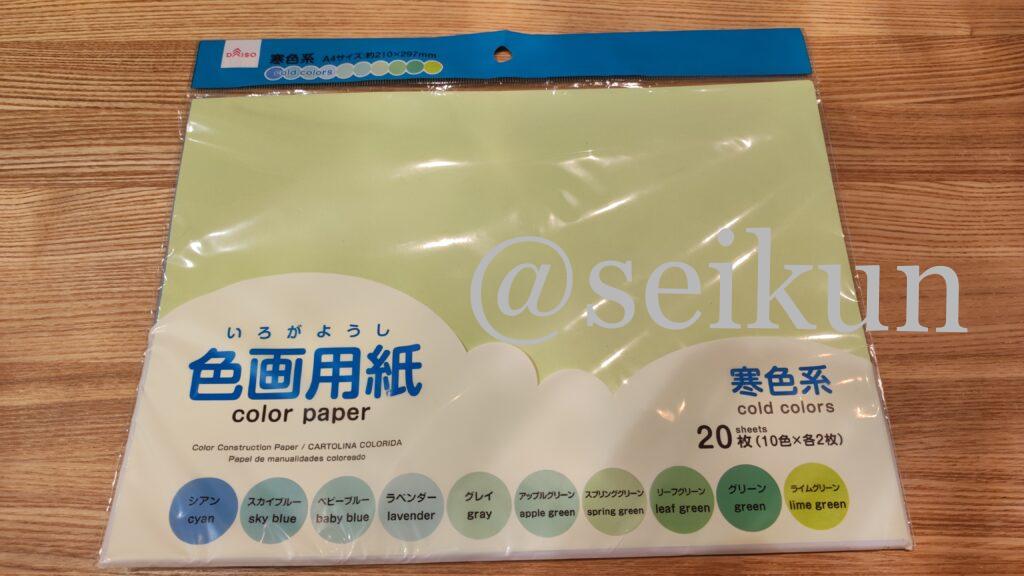 DAISO
寒色系 A4サイズ 約210×297mm
cold colors
@seikun
いろがようし
色画用紙
color paper
Color Construction Paper / CARTOLINA COLORIDA
Papel de manualidades coloreado
寒色系
cold colors
20 sheets 枚(10色×各2枚)
シアン
cyan
スカイブルー
sky blue
ベビーブルー
baby blue
ラベンダー
lavender
グレイ
gray
アップルグリーン
apple green
スプリンググリーン
spring green
リーフグリーン
leaf green
グリーン
green
ライムグリーン
lime green